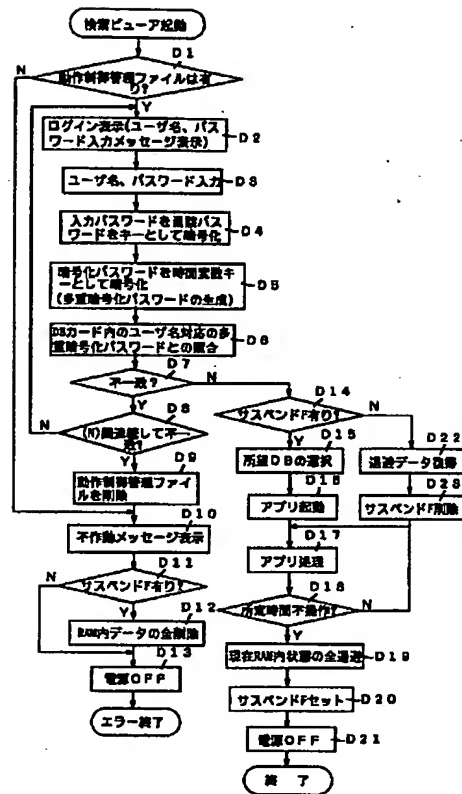 検索ビューア起動
D1
動作制御管理ファイルは有
り?
N
Y
ログイン表示(ユーザ名、パス
ワード入力メッセージ表示)
D2
ユーザ名、パスワード入力
D3
入力パスワードを
ワードをキーとして暗号化
D4
暗号化パスワードを時間変数キ
ーとして暗号化
(多重暗号化パスワードの生成)
D5
DBカード内のユーザ名対応の多
重暗号化パスワードとの照合
D6
D7
不一致?
N
Y
D8
(N)回連続して不一
致?
N
Y
D9
動作制御管理ファイ
ルを削除
D10
不作動メッセージ表示
D11
サスペンドF有り?
N
Y
D12
RAM内データの全削除
D13
電源OFF
エラー終了
D14
サスペンドF有り?
N
Y
D15
所望DBの選択
D16
アプリ起動
D17
アプリ処理
D18
所定時間不操作?
N
Y
D22
退避データ復帰
D23
サスペンドF削除
現在RAM内状態の全退避
D19
サスペンドFセット
D20
電源OFF
D21
終 了